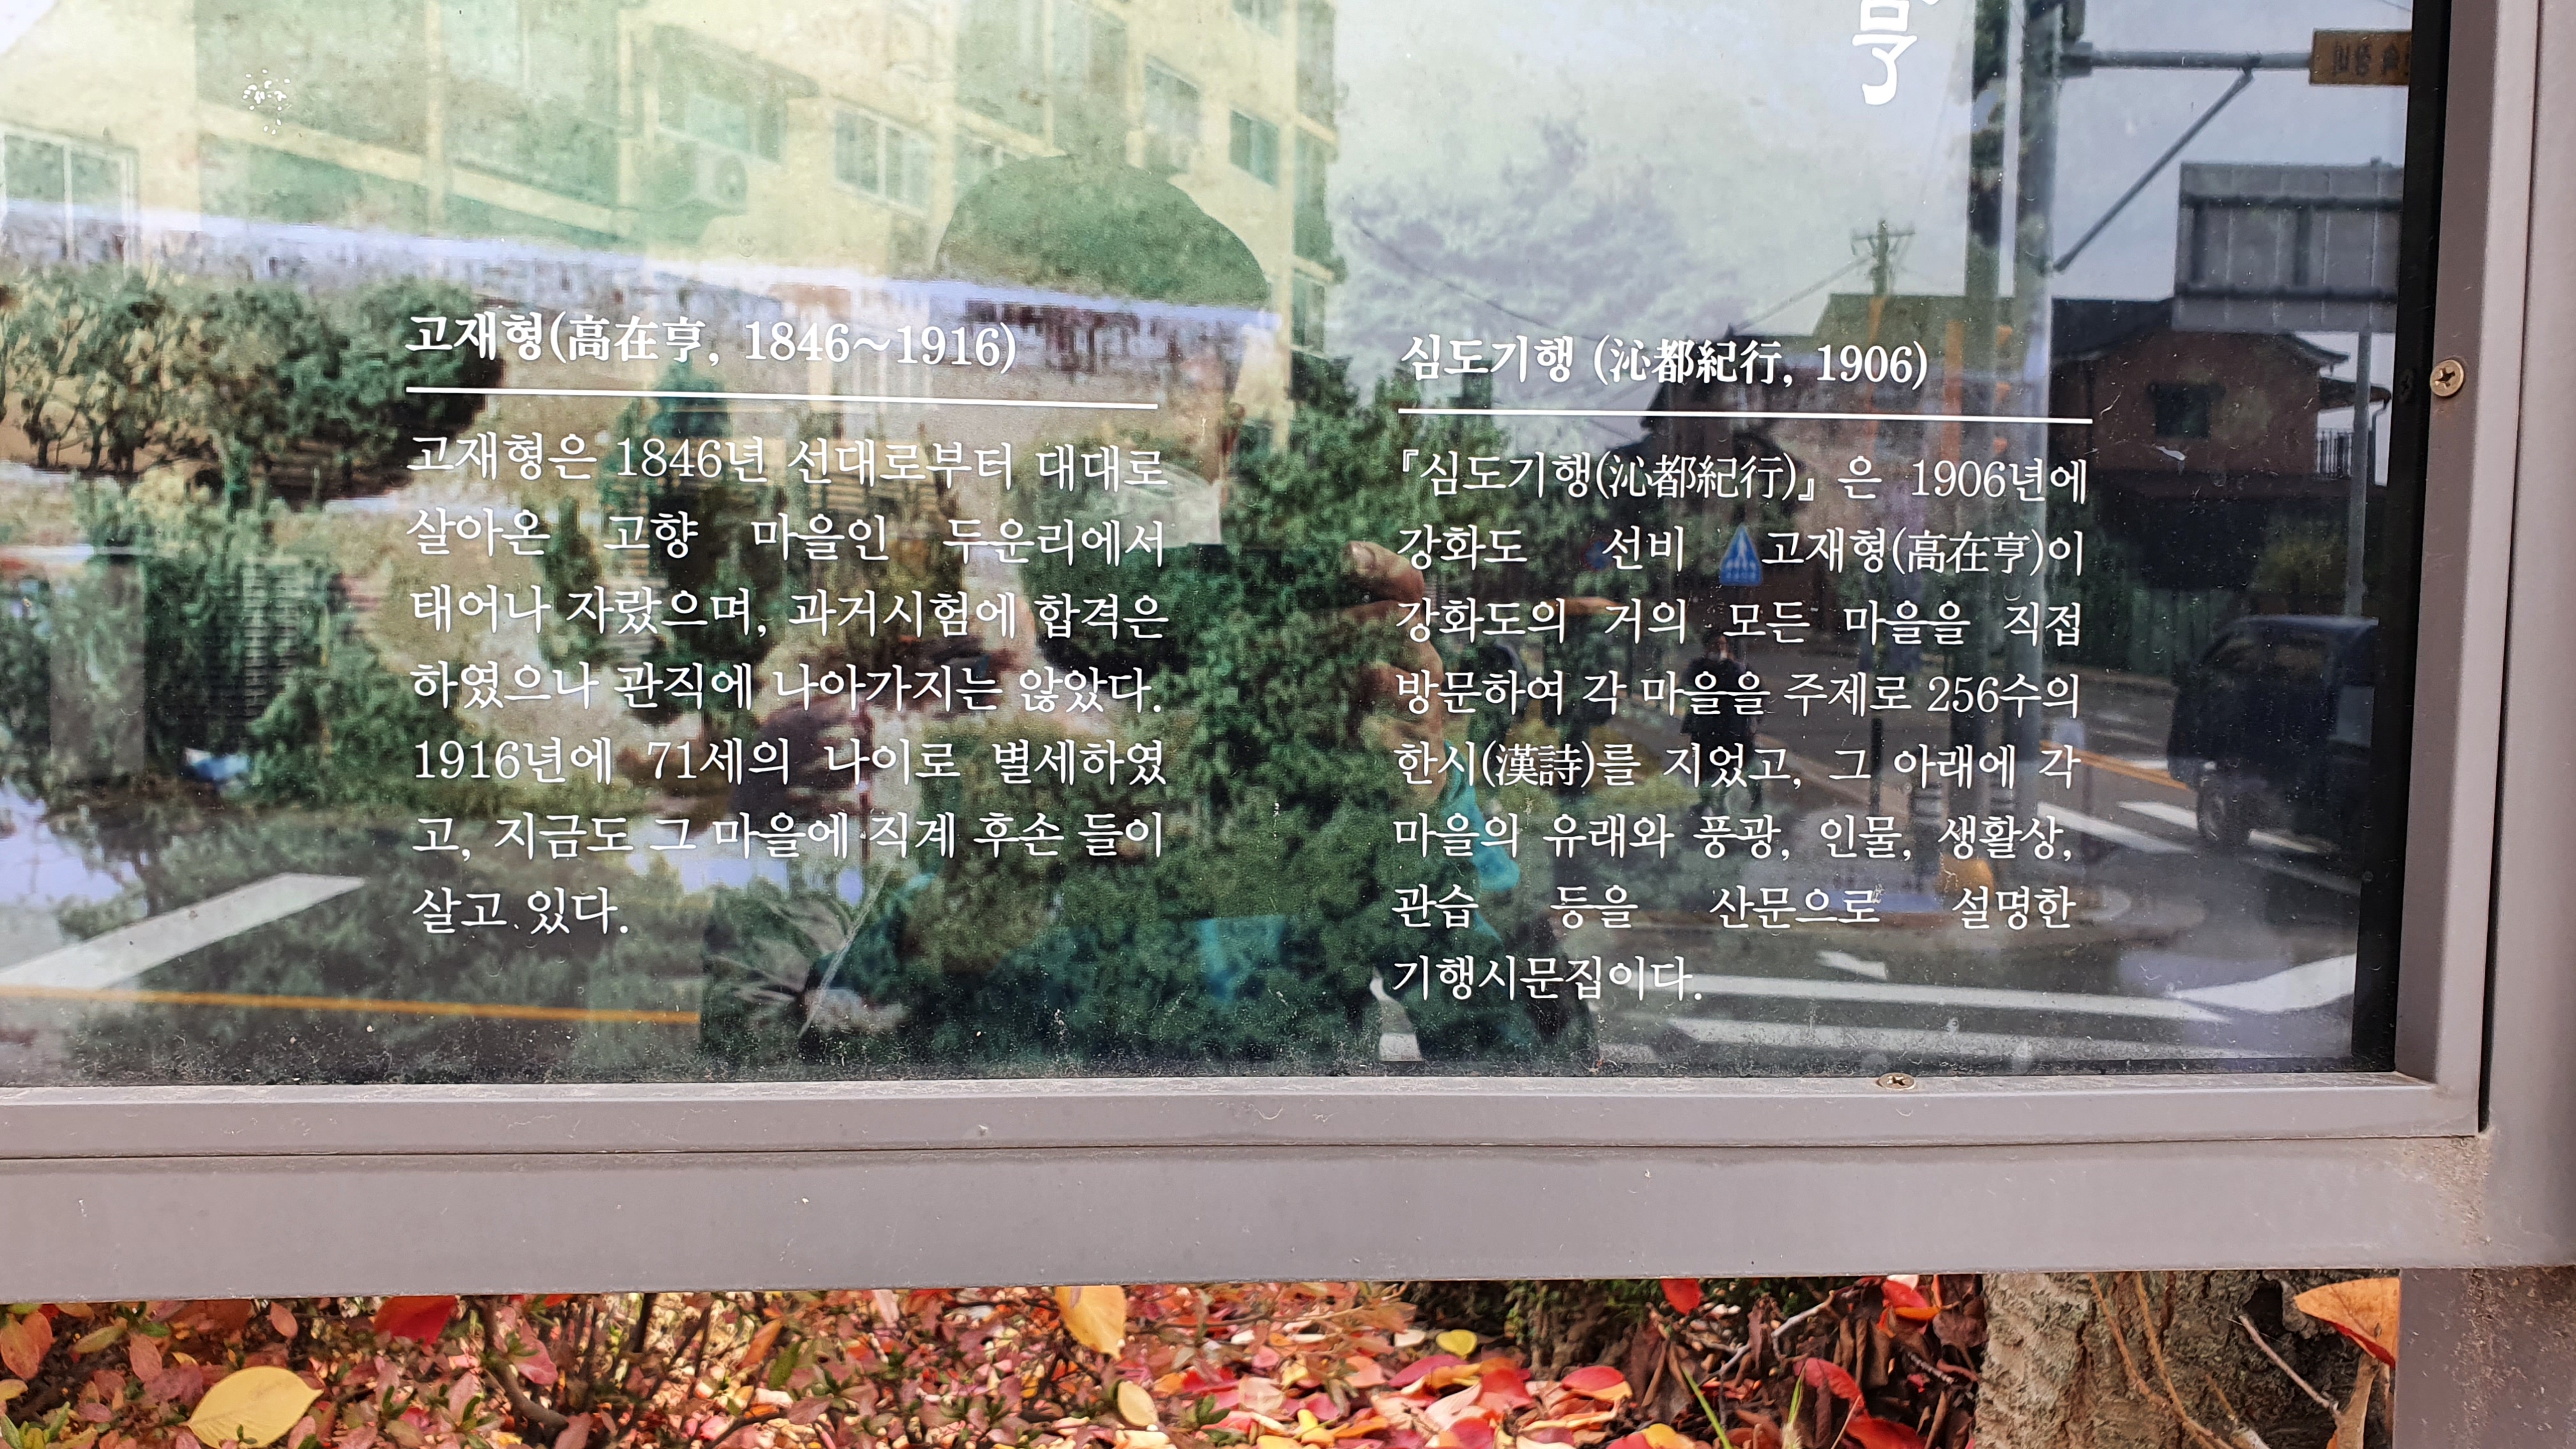 亨
고재형(高在亨, 1846~1916)
고재형은 1846년 선대로부터 대대로
살아온 고향 마을인 두운리에서
태어나 자랐으며, 과거시험에 합격은
하였으나 관직에 나아가지는 않았다.
1916년에 71세의 나이로 별세하였
고, 지금도 그 마을에 직계 후손 들이
살고 있다.
심도기행 (沁都紀行, 1906)
『심도기행(沁都紀行)』은 1906년에
강화도 선비 고재형(高在亨)이
강화도의 거의 모든 마을을 직접
방문하여 각 마을을 주제로 256수의
한시(漢詩)를 지었고, 그 아래에 각
마을의 유래와 풍광, 인물, 생활상,
관습 등을 산문으로 설명한
기행시문집이다.